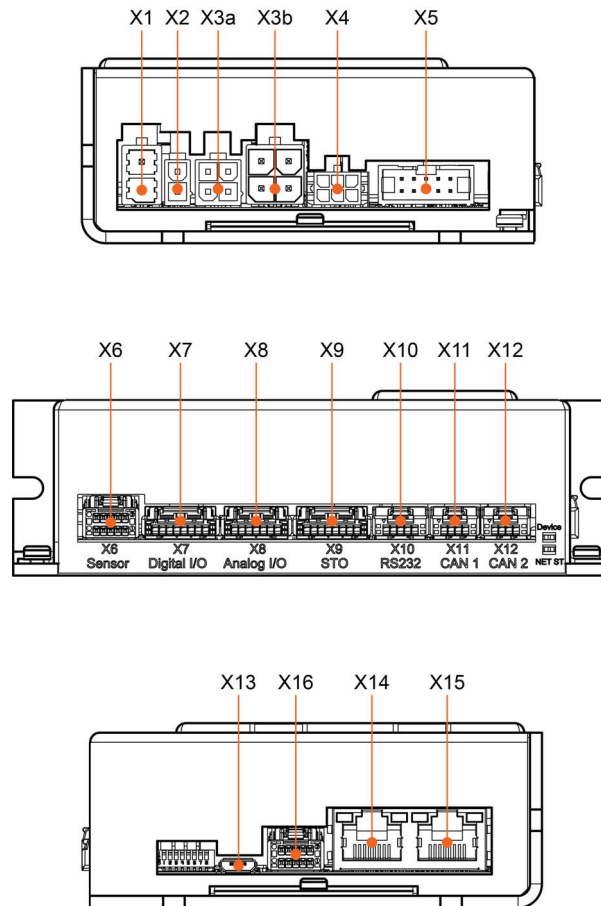 X1 X2 X3a X3b X4 X5
X6 X7 X8 X9 X10 X11 X12
Device
X6 X7 X8 X9 X10 X11 X12
Sensor Digital I/O Analog I/O STO RS232 CAN 1 CAN 2 NET ST
X13 X16 X14 X15